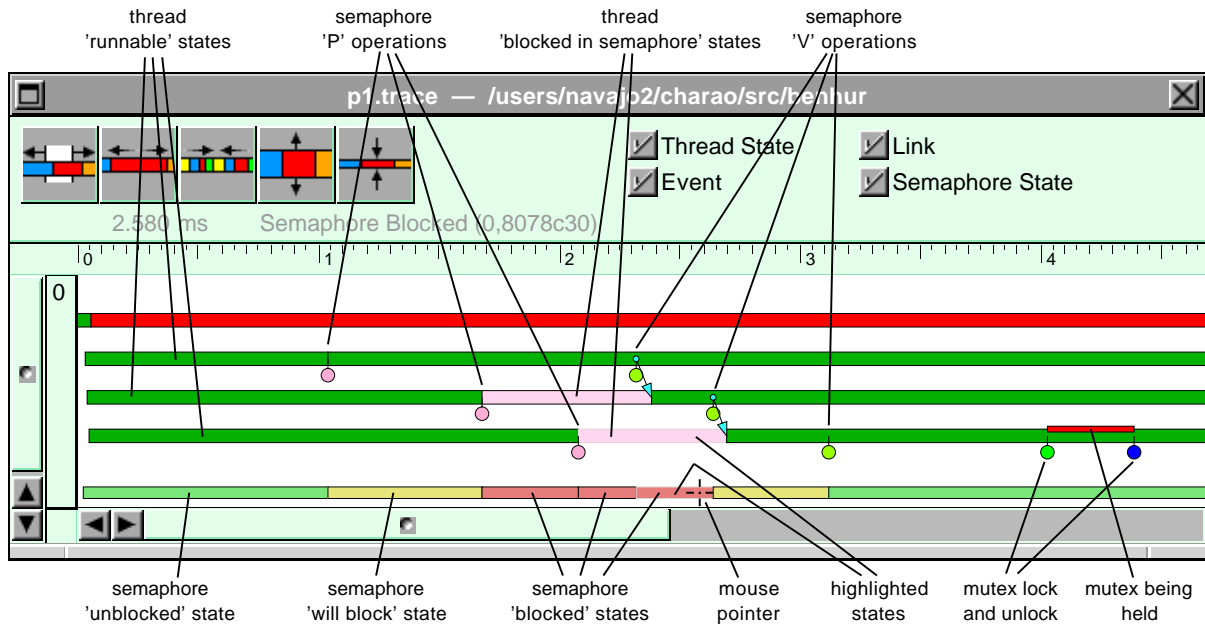 thread
'runnable' states
semaphore
'P' operations
thread
'blocked in semaphore' states
semaphore
'V' operations
p1.trace — /users/navajo2/charao/src/benhur
Thread State
Link
Event
Semaphore State
2.580 ms
Semaphore Blocked (0,8078c30)
0 1 2 3 4
0
semaphore
'unblocked' state
semaphore
'will block' state
semaphore
'blocked' states
mouse
pointer
highlighted
states
mutex lock
and unlock
mutex being
held